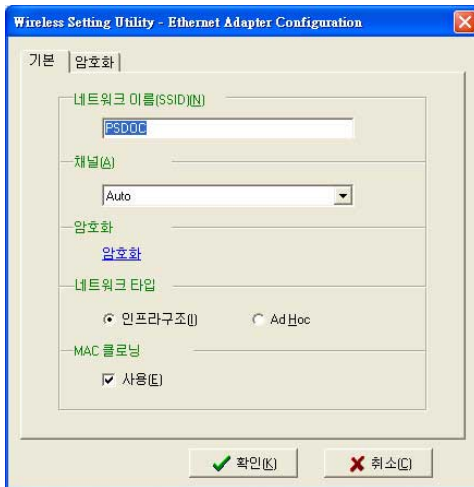 Wireless Setting Utility - Ethernet Adapter Configuration
기본 암호화
네트워크 이름(SSID)(N)
PSDOC
채널(A)
Auto
암호화
암호화
네트워크 타입
인프라구조(I) Ad Hoc
MAC 클로닝
사용(E)
확인(K) 취소(C)